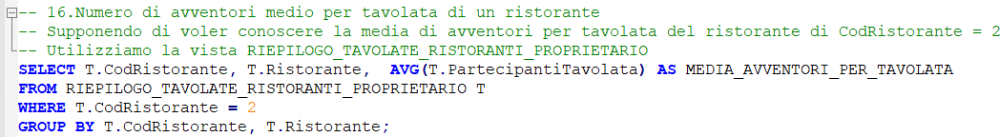 -- 16.Numero di avventori medio per tavolata di un ristorante
-- Supponendo di voler conoscere la media di avventori per tavolata del ristorante di CodRistorante = 2
-- Utilizziamo la vista RIEPILOGO_TAVOLATE_RISTORANTI_PROPRIETARIO
SELECT T.CodRistorante, T.Ristorante,  AVG(T.PartecipantiTavolata) AS MEDIA_AVVENTORI_PER_TAVOLATA
FROM RIEPILOGO_TAVOLATE_RISTORANTI_PROPRIETARIO T
WHERE T.CodRistorante = 2
GROUP BY T.CodRistorante, T.Ristorante;